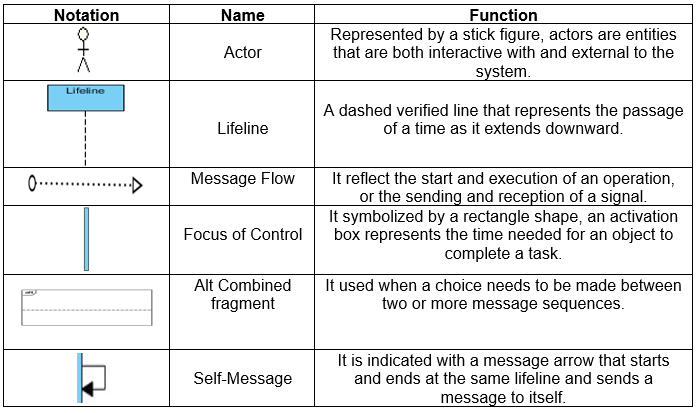 Notation Name Function
Actor
Represented by a stick figure, actors are entities
that are both interactive with and external to the
system.
Lifeline
Lifeline
A dashed verified line that represents the passage
of a time as it extends downward.
Message Flow
It reflect the start and execution of an operation,
or the sending and reception of a signal.
Focus of Control
It symbolized by a rectangle shape, an activation
box represents the time needed for an object to
complete a task.
Alt Combined
fragment
It used when a choice needs to be made between
two or more message sequences.
Self-Message
It is indicated with a message arrow that starts
and ends at the same lifeline and sends a
message to itself.